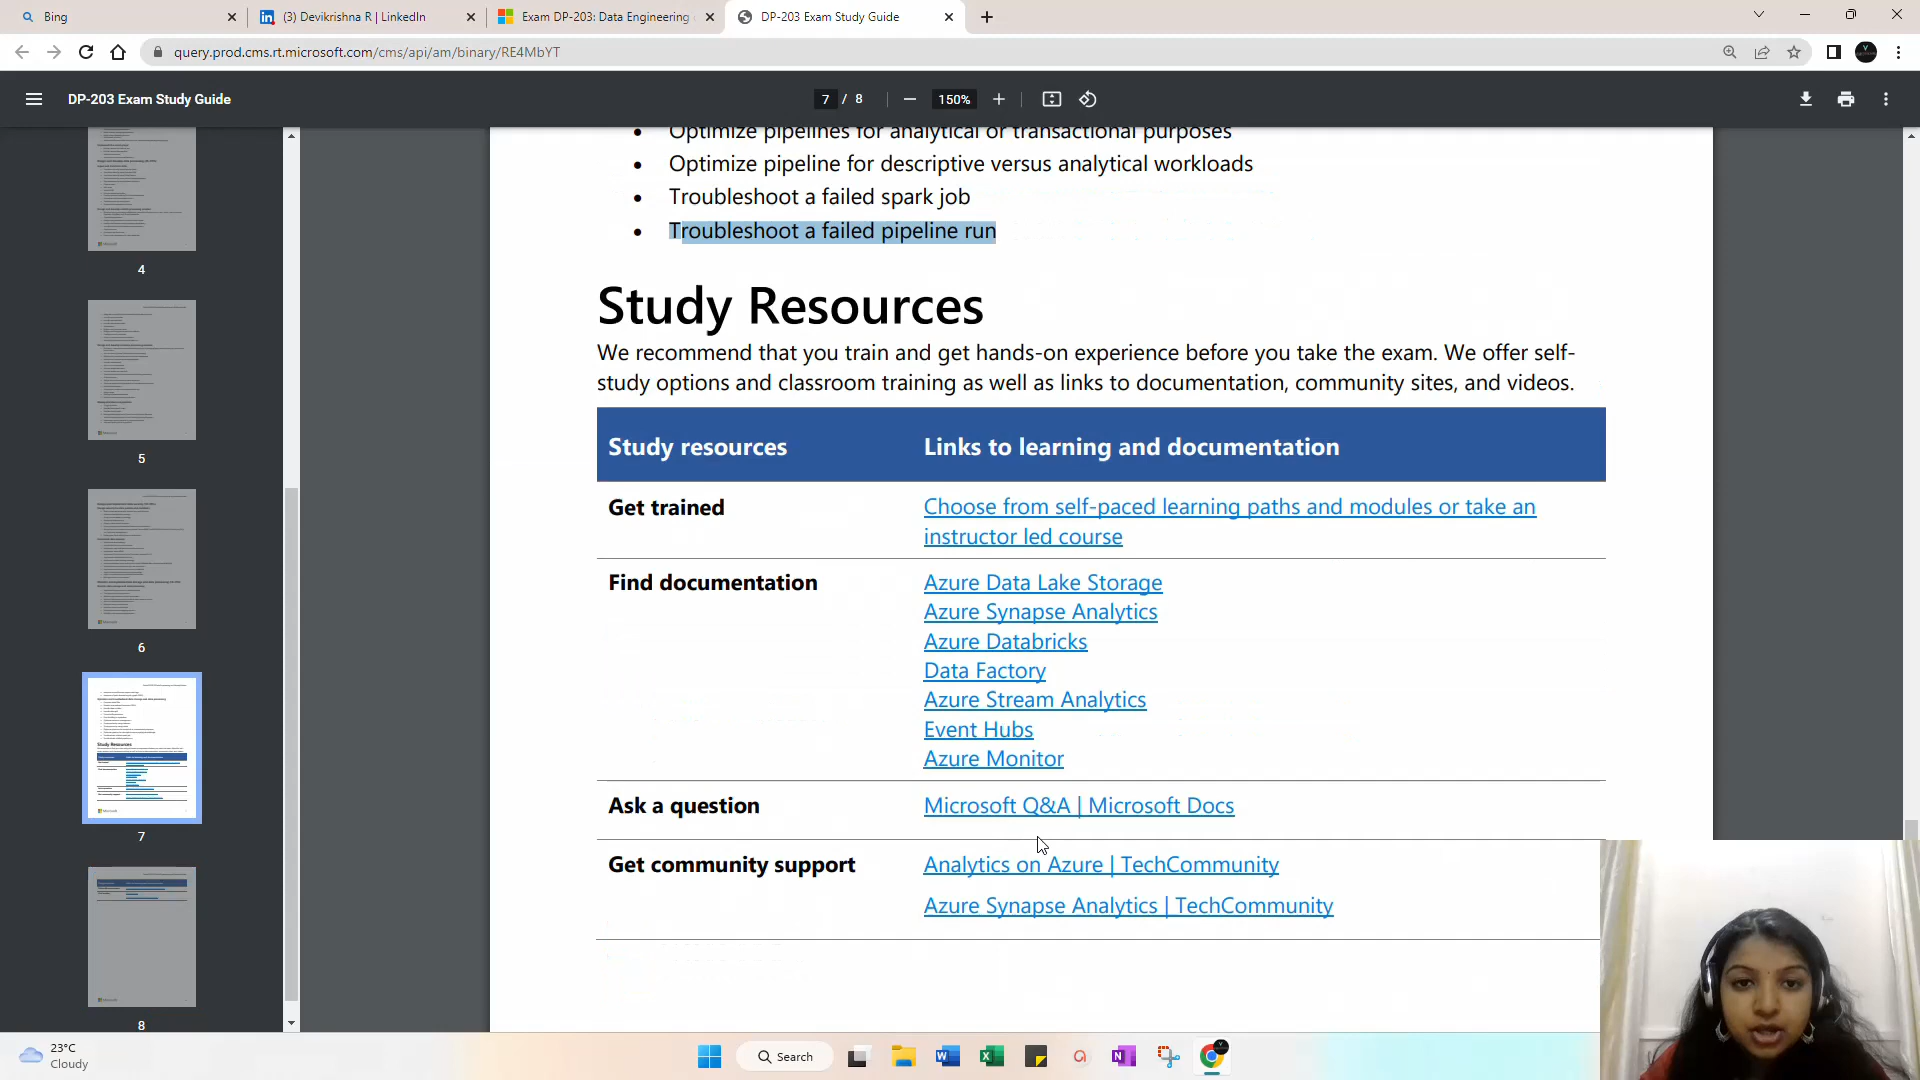 Bing
(3) Devikrishna R | LinkedIn
Exam DP-203: Data Engineering
DP-203 Exam Study Guide
query.prod.cms.rt.microsoft.com/cms/api/am/binary/RE4MbYT
DP-203 Exam Study Guide
7 / 8
150%
Optimize pipelines for analytical or transactional purposes
Optimize pipeline for descriptive versus analytical workloads
Troubleshoot a failed spark job
Troubleshoot a failed pipeline run
Study Resources
We recommend that you train and get hands-on experience before you take the exam. We offer self-
study options and classroom training as well as links to documentation, community sites, and videos.
Study resources
Links to learning and documentation
Get trained
Choose from self-paced learning paths and modules or take an
instructor led course
Find documentation
Azure Data Lake Storage
Azure Synapse Analytics
Azure Databricks
Data Factory
Azure Stream Analytics
Event Hubs
Azure Monitor
Ask a question
Microsoft Q&A | Microsoft Docs
Get community support
Analytics on Azure | TechCommunity
Azure Synapse Analytics | TechCommunity
4
5
6
7
8
23°C
Cloudy
Search